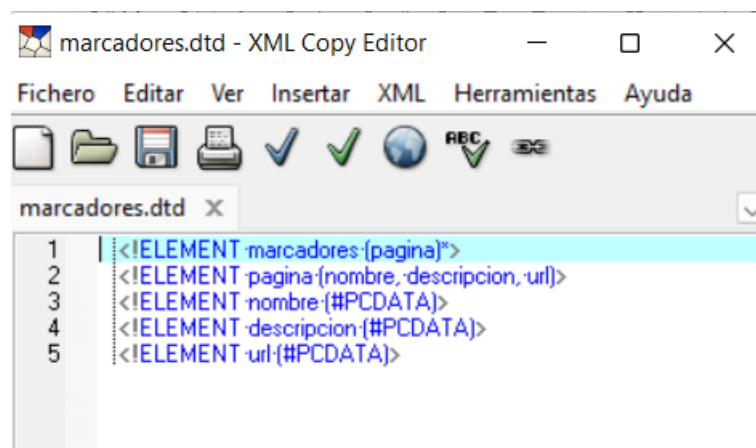 marcadores.dtd - XML Copy Editor
Fichero Editar Ver Insertar XML Herramientas Ayuda
ABC
marcadores.dtd
1 <!ELEMENT marcadores (pagina)*>
2 <!ELEMENT pagina (nombre, descripcion, url)>
3 <!ELEMENT nombre (#PCDATA)>
4 <!ELEMENT descripcion (#PCDATA)>
5 <!ELEMENT url (#PCDATA)>